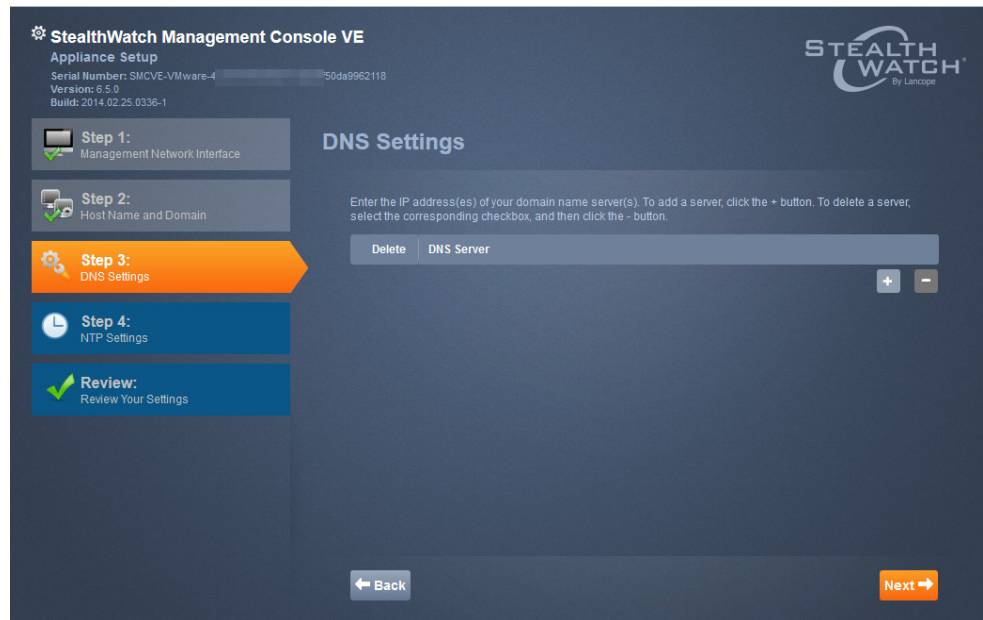 StealthWatch Management Console VE
Appliance Setup
Serial Number: SMCVE-VMware-4 50da9962118
Version: 6.5.0
Build: 2014.02.25.0336-1
STEALTH
WATCH
By Lancope
Step 1:
Management Network Interface
Step 2:
Host Name and Domain
Step 3:
DNS Settings
Step 4:
NTP Settings
Review:
Review Your Settings
DNS Settings
Enter the IP address(es) of your domain name server(s). To add a server, click the + button. To delete a server,
select the corresponding checkbox, and then click the - button.
Delete DNS Server
+ -
Back
Next